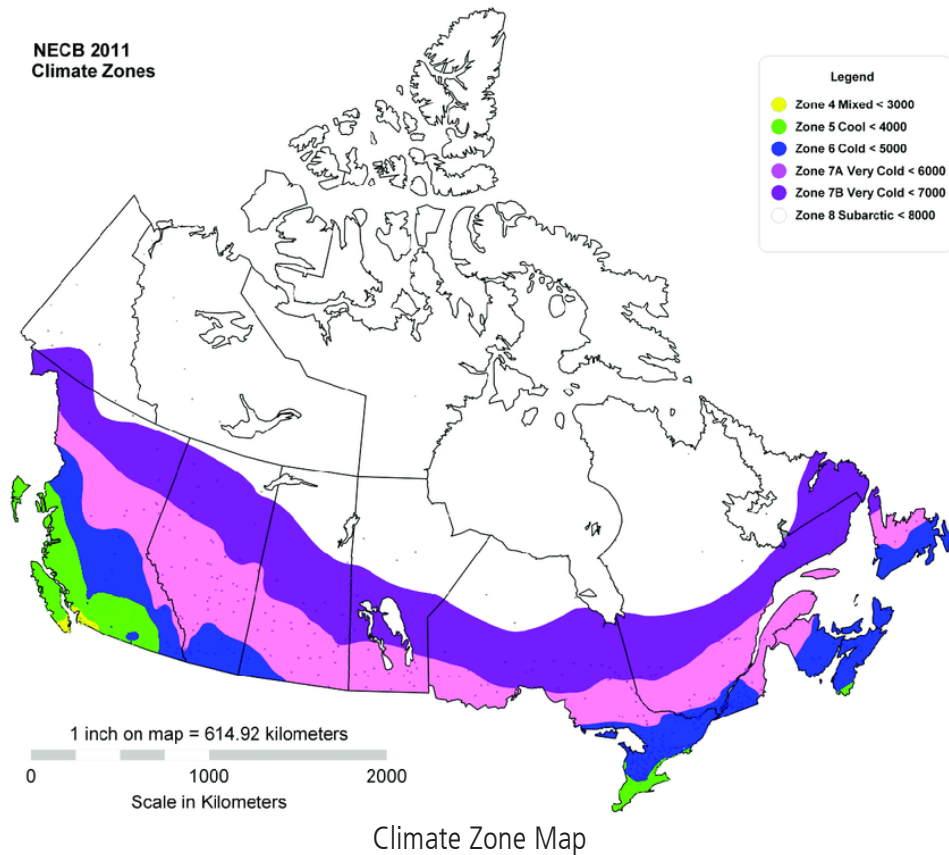 NECB 2011
Climate Zones
Legend
Zone 4 Mixed < 3000
Zone 5 Cool < 4000
Zone 6 Cold < 5000
Zone 7A Very Cold < 6000
Zone 7B Very Cold < 7000
Zone 8 Subarctic < 8000
1 inch on map = 614.92 kilometers
0 1000 2000
Scale in Kilometers
Climate Zone Map